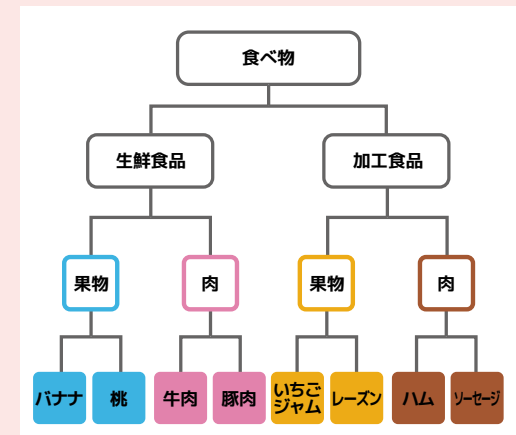 食べ物
生鮮食品
加工食品
果物
肉
果物
肉
バナナ
桃
牛肉
豚肉
いちご
ジャム
レーズン
ハム
ソーセージ